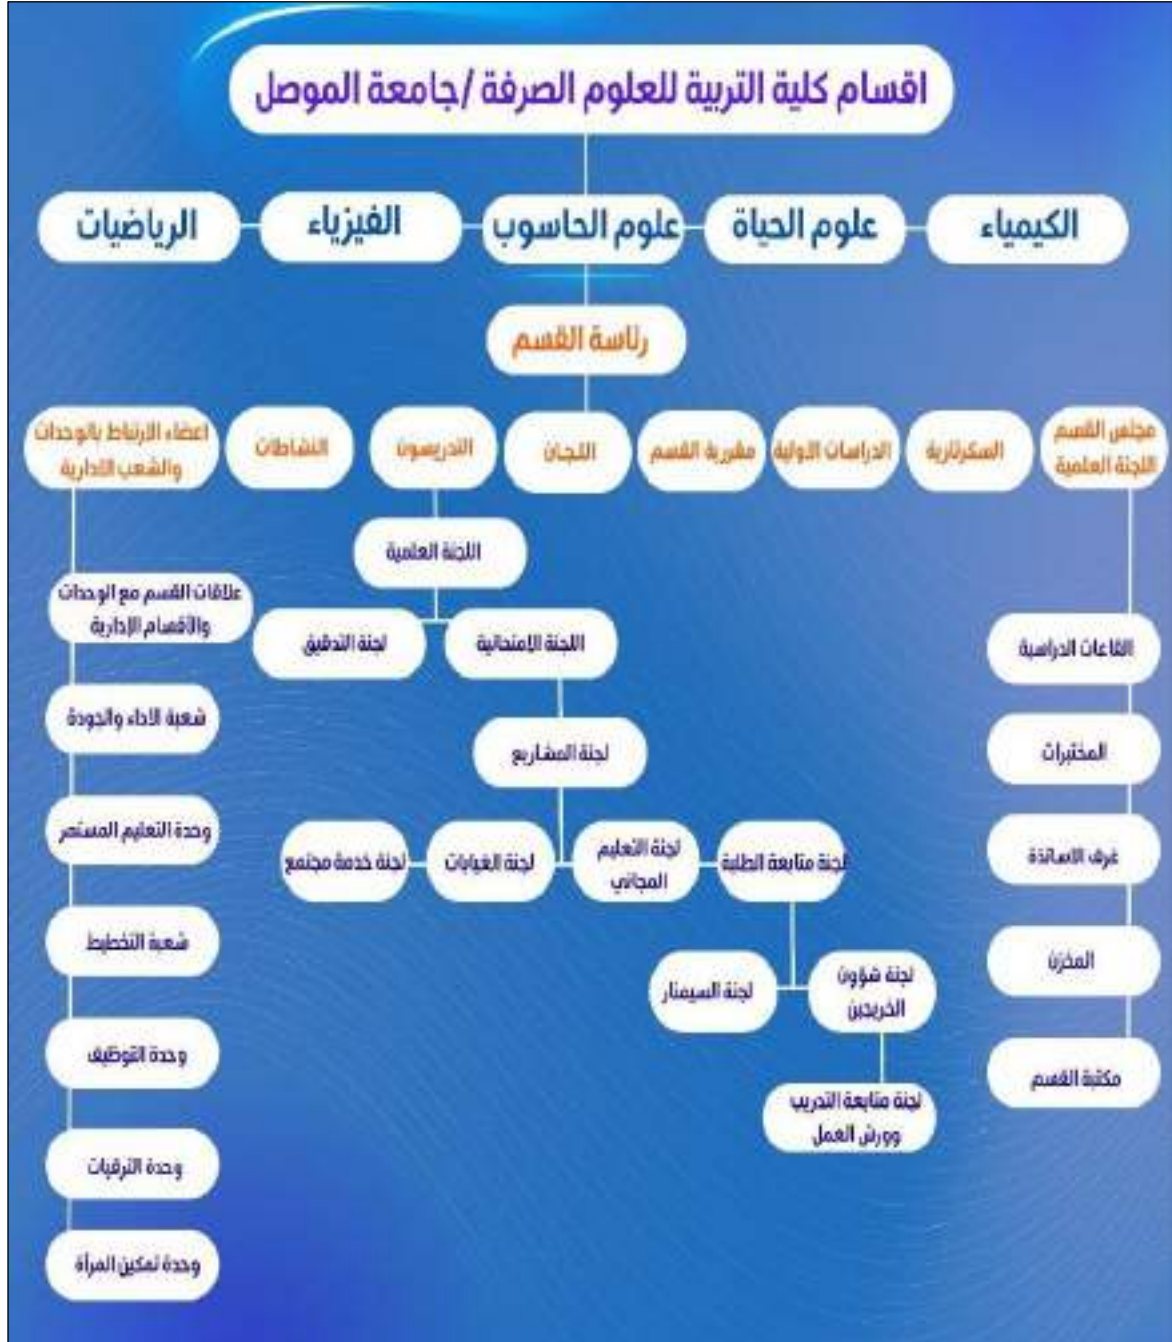 اقسام كلية التربية للعلوم الصرفة /جامعة الموصل
الكيمياء
علوم الحياة
علوم الحاسوب
الفيزياء
الرياضيات
رئاسة القسم
مجلس القسم
اللجنة العلمية
السكرتارية
الدراسات الاولية
مقررية القسم
اللجان
التدريسون
النشاطات
اعضاء الارتباط بالوحدات
والشعب الادارية
اللجنة العلمية
اللجنة الامتحانية
لجنة التدقيق
لجنة المشاريع
لجنة متابعة الطلبة
لجنة التعليم
المجاني
لجنة الغيابات
لجنة خدمة مجتمع
لجنة شؤون
الخريجين
لجنة السيمنار
لجنة متابعة التدريب
وورش العمل
القاعات الدراسية
المختبرات
غرف الاساتذة
المخزن
مكتبة القسم
علاقات القسم مع الوحدات
والأقسام الإدارية
شعبة الاداء والجودة
وحدة التعليم المستمر
شعبة التخطيط
وحدة التوظيف
وحدة الترقيات
وحدة تمكين المرأة